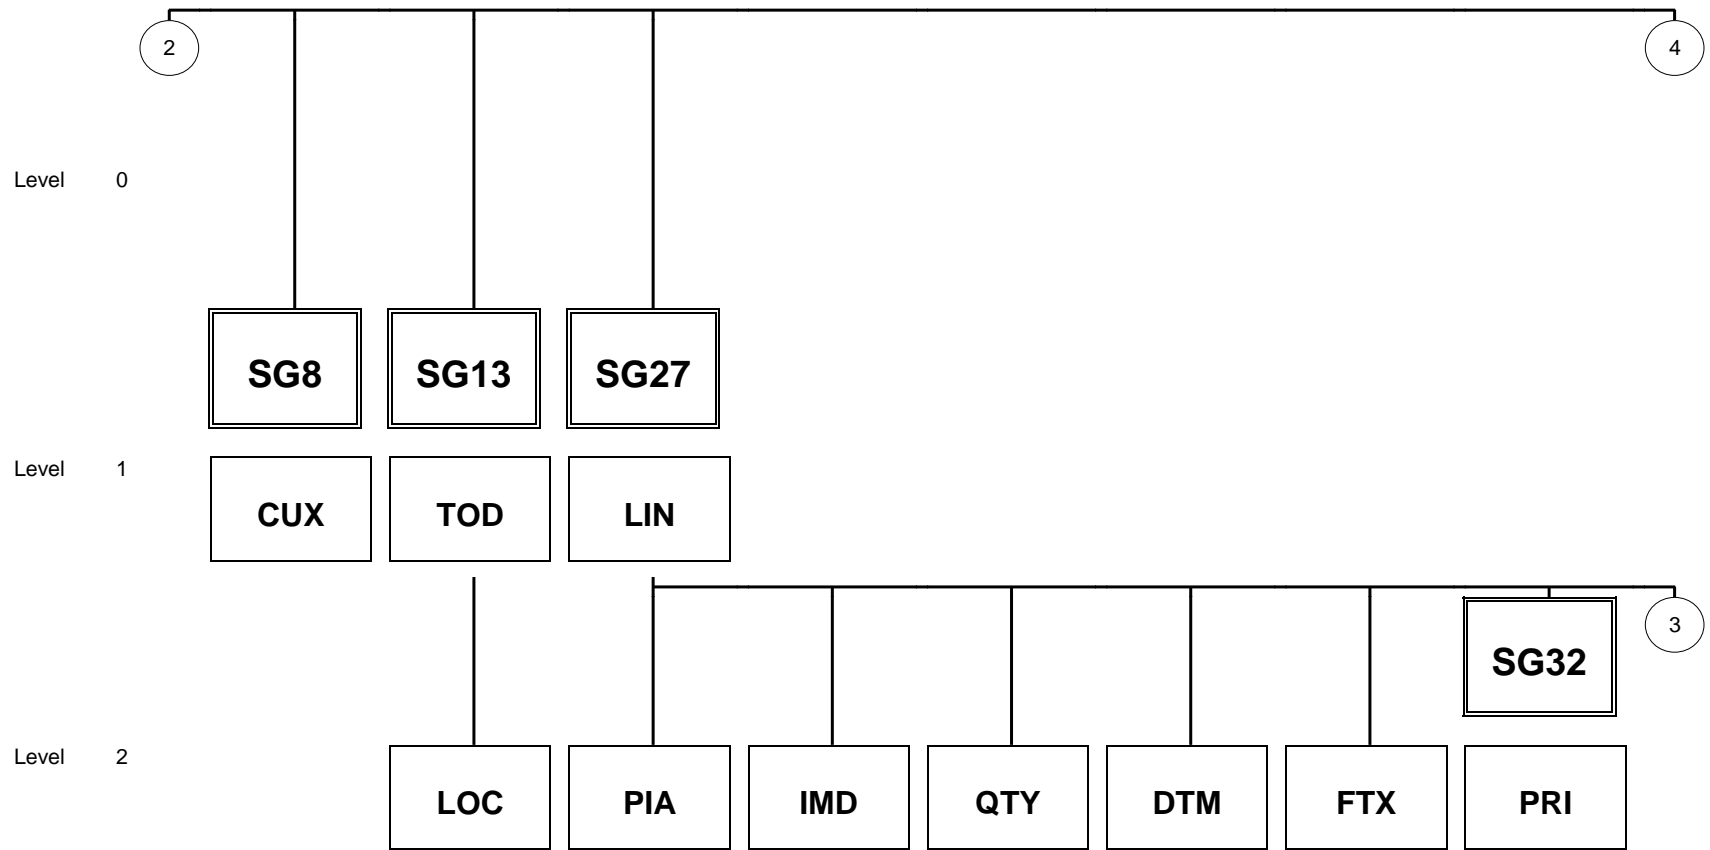 2
4
Level 0
SG8 SG13 SG27
Level 1
CUX TOD LIN
3
SG32
Level 2
LOC PIA IMD QTY DTM FTX PRI